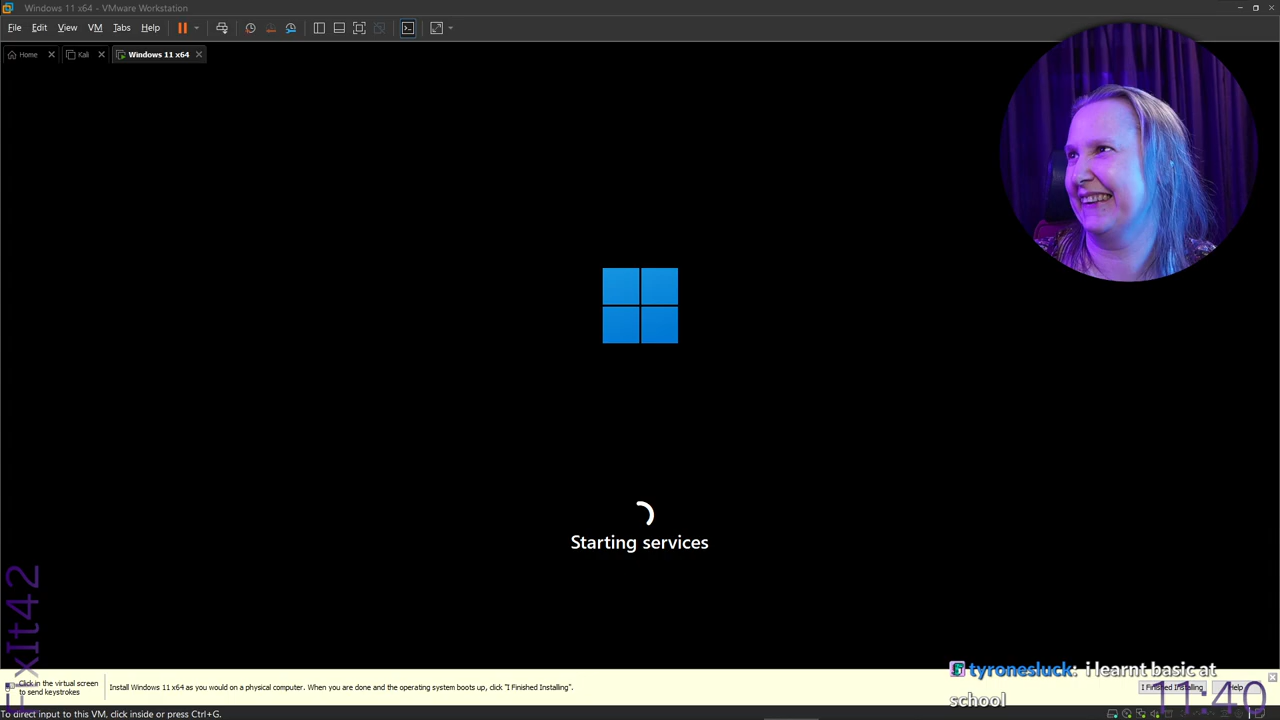 Windows 11 x64 - VMware Workstation
File Edit View VM Tabs Help
Home Kali Windows 11 x64
Starting services
FixIt42
tyronesluck: i learnt basic at
school
Click in the virtual screen
to send keystrokes
Install Windows 11 x64 as you would on a physical computer. When you are done and the operating system boots up, click "I Finished Installing".
I Finished Installing Help
11:40
To direct input to this VM, click inside or press Ctrl+G.